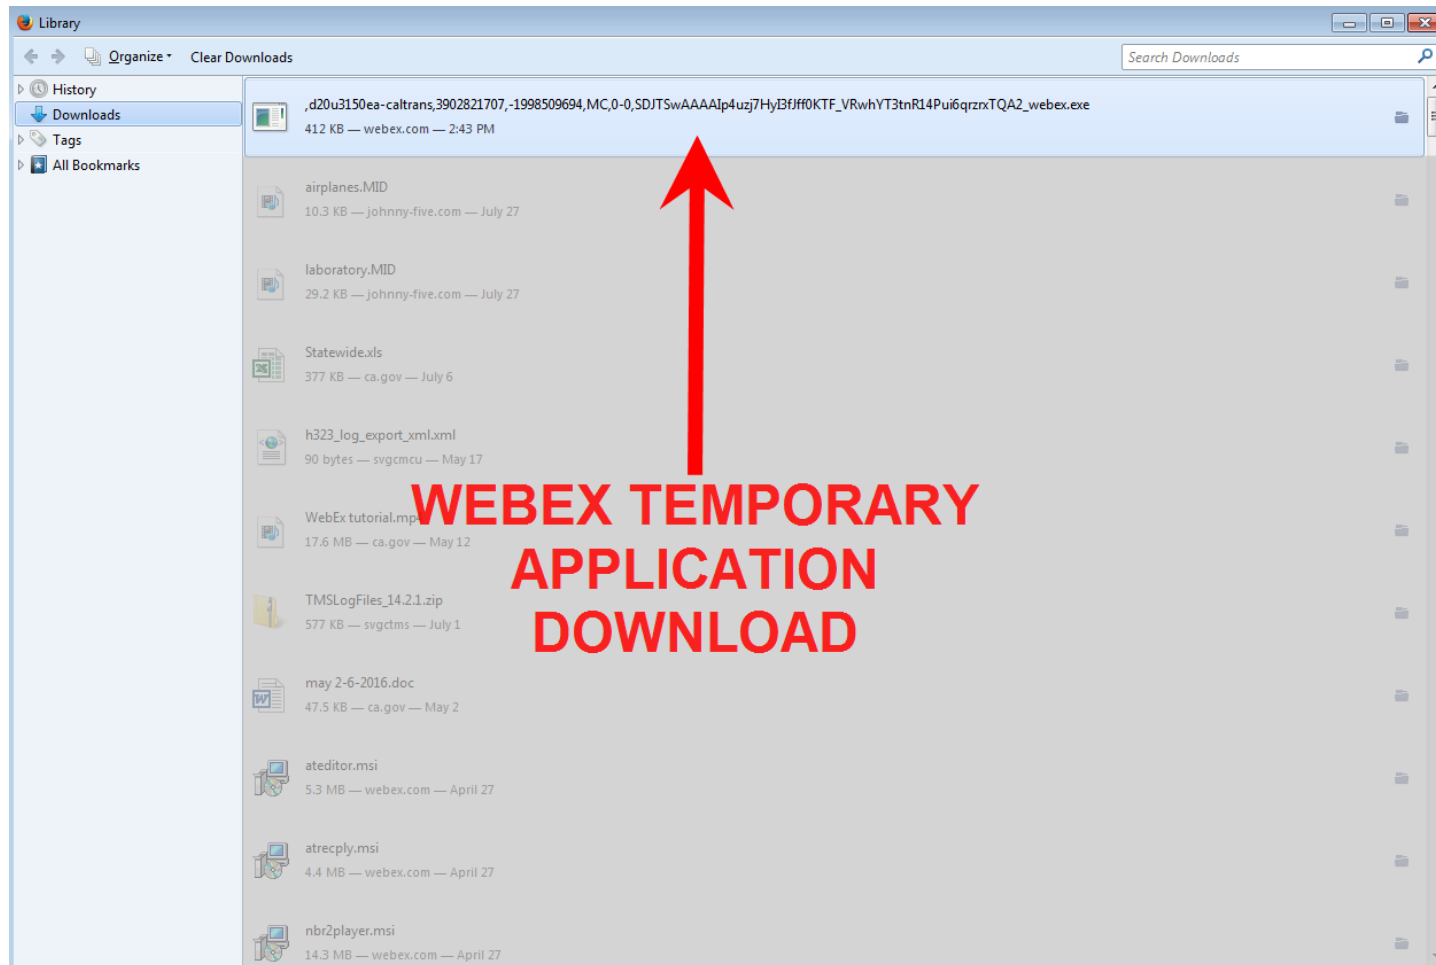 Library
Organize Clear Downloads
Search Downloads
History
Downloads
Tags
All Bookmarks
,d20u3150ea-caltrans,3902821707,-1998509694,MC,0-0,SDJTSwAAAAIp4uzj7HyI3fJff0KTF_VRwhYT3tnR14Pui6qrzrxTQA2_webex.exe
412 KB — webex.com — 2:43 PM
airplanes.MID
10.3 KB — johnny-five.com — July 27
laboratory.MID
29.2 KB — johnny-five.com — July 27
Statewide.xls
377 KB — ca.gov — July 6
h323_log_export_xml.xml
90 bytes — svgcmcu — May 17
WebEx tutorial.mp4
17.6 MB — ca.gov — May 12
WEBEX TEMPORARY
APPLICATION
DOWNLOAD
TMSLogFiles_14.2.1.zip
577 KB — svgctms — July 1
may 2-6-2016.doc
47.5 KB — ca.gov — May 2
ateditor.msi
5.3 MB — webex.com — April 27
atrecply.msi
4.4 MB — webex.com — April 27
nbr2player.msi
14.3 MB — webex.com — April 27